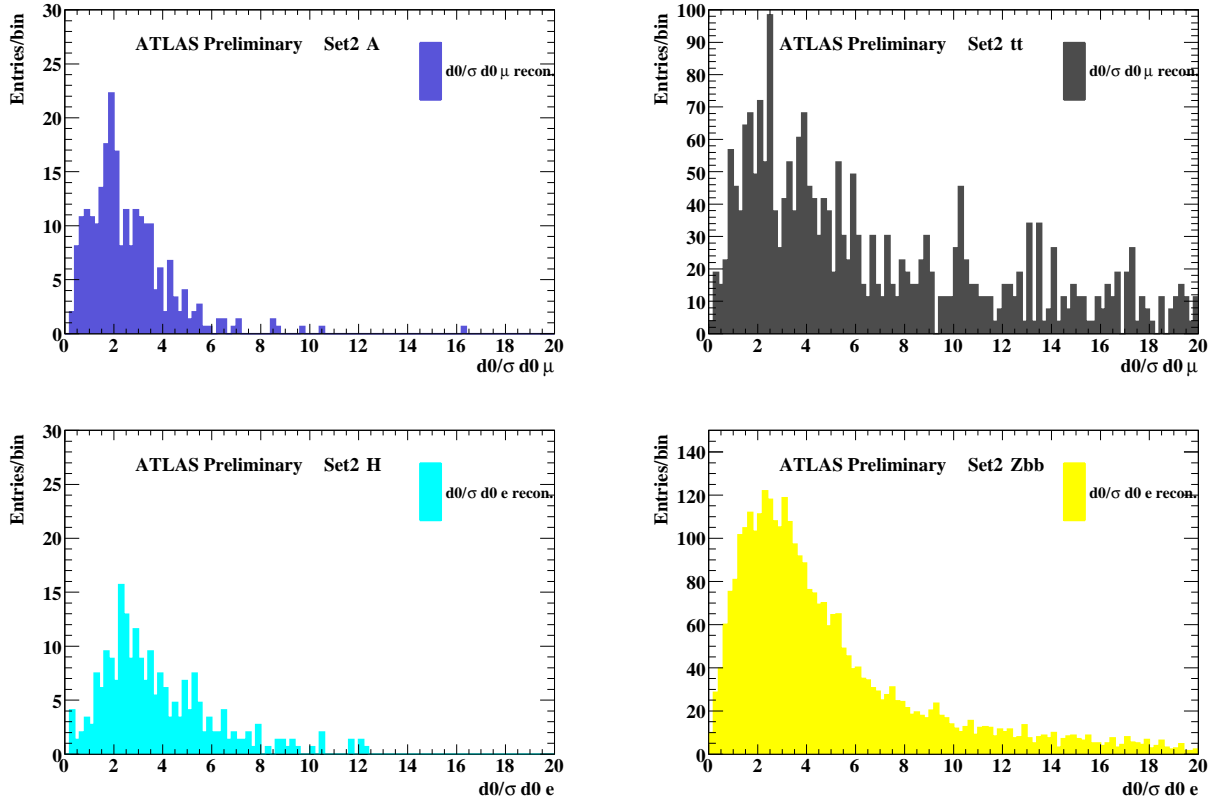 Entries/bin
30
25
20
15
10
5
0
ATLAS Preliminary Set2 A
d0/σ d0 μ recon.
0 2 4 6 8 10 12 14 16 18 20
d0/σ d0 μ
Entries/bin
100
90
80
70
60
50
40
30
20
10
0
ATLAS Preliminary Set2 tt
d0/σ d0 μ recon.
0 2 4 6 8 10 12 14 16 18 20
d0/σ d0 μ
Entries/bin
30
25
20
15
10
5
0
ATLAS Preliminary Set2 H
d0/σ d0 e recon.
0 2 4 6 8 10 12 14 16 18 20
d0/σ d0 e
Entries/bin
140
120
100
80
60
40
20
0
ATLAS Preliminary Set2 Zbb
d0/σ d0 e recon.
0 2 4 6 8 10 12 14 16 18 20
d0/σ d0 e